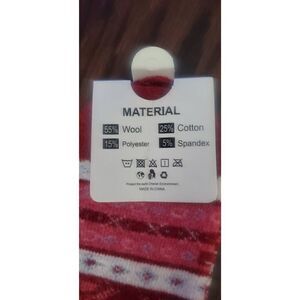 MATERIAL
55% Wool 25% Cotton
15% Polyester 5% Spandex
MADE IN CHINA